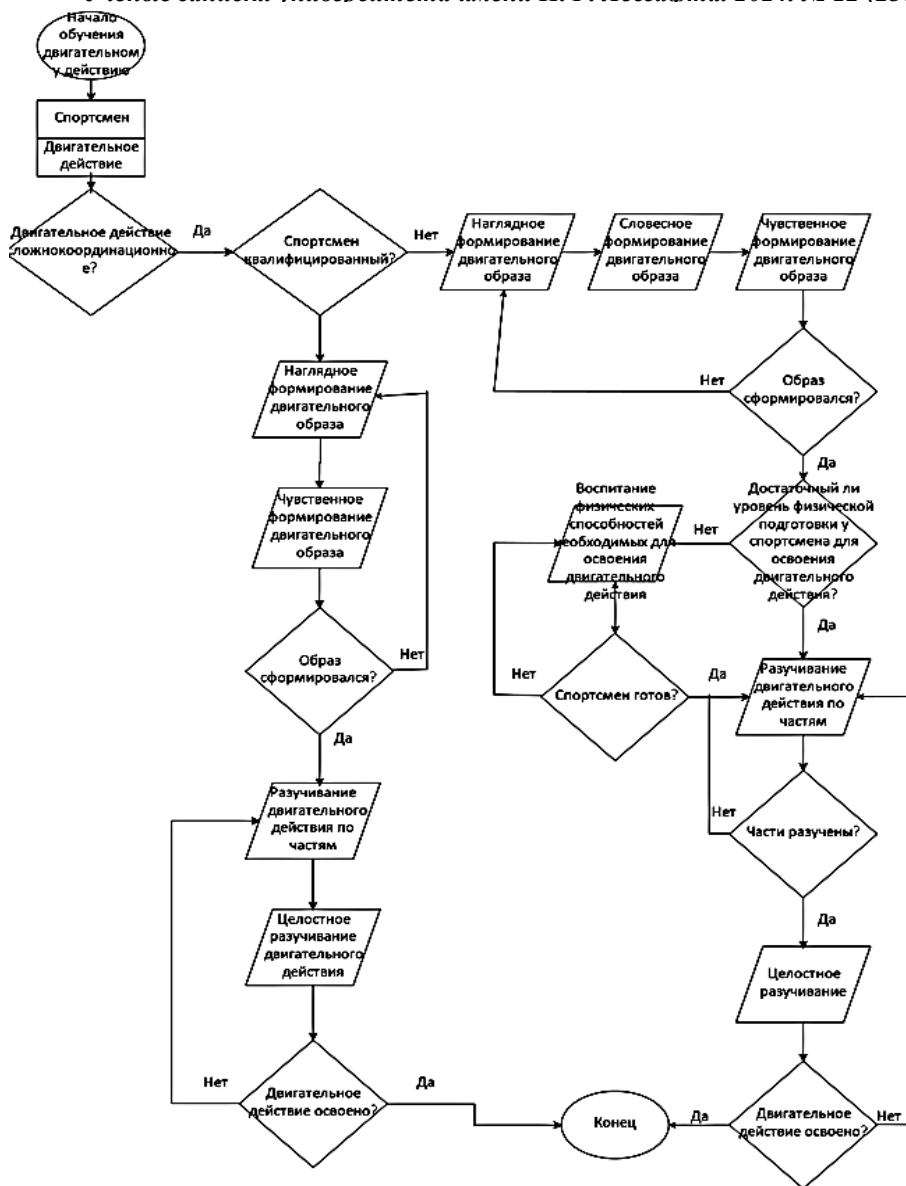 Начало
обучения
двигательном
у действию
Спортсмен
Двигательное
действие
Двигательное действие
ложнокоординационно
е?
Да
Спортсмен
квалифицированный?
Нет
Наглядное
формирование
двигательного
образа
Словесное
формирование
двигательного
образа
Чувственное
формирование
двигательного
образа
Наглядное
формирование
двигательного
образа
Нет
Образ
сформировался?
Да
Чувственное
формирование
двигательного
образа
Воспитание
физических
способностей
необходимых для
освоения
двигательного
действия
Нет
Достаточный ли
уровень физической
подготовки у
спортсмена для
освоения
двигательного
действия?
Да
Образ
сформировался?
Нет
Да
Нет
Спортсмен готов?
Да
Разучивание
двигательного
действия по
частям
Разучивание
двигательного
действия по
частям
Нет
Части разучены?
Да
Целостное
разучивание
двигательного
действия
Целостное
разучивание
Нет
Двигательное
действие освоено?
Да
Конец
Да
Двигательное
действие освоено?
Нет